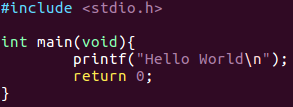 #include <stdio.h>

int main(void){
        printf("Hello World\n");
        return 0;
}